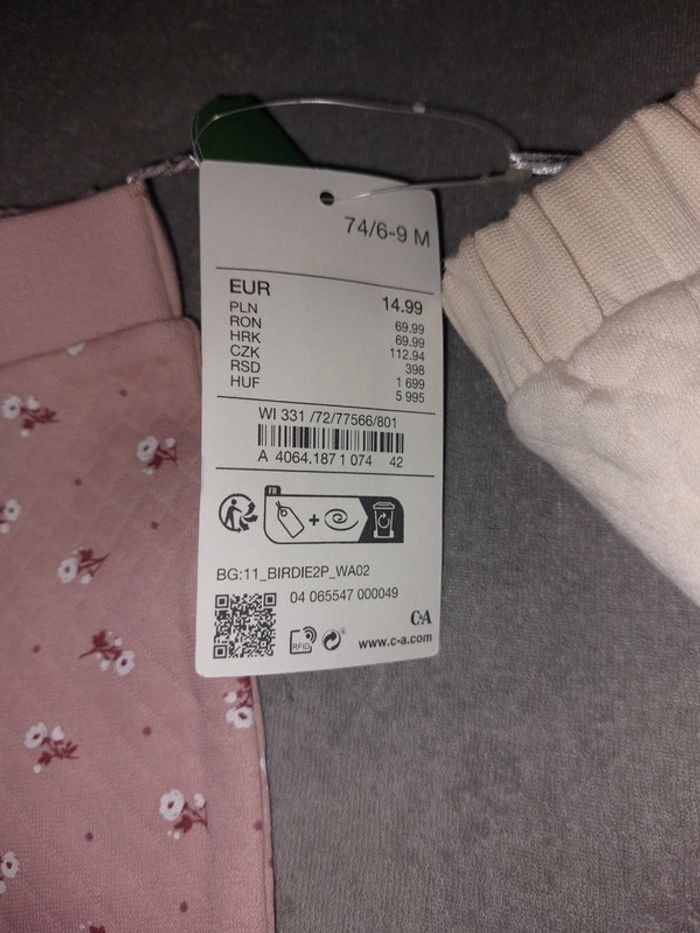 74/6-9 M
EUR 14.99
PLN 69.99
RON 69.99
HRK 112.94
CZK 398
RSD 1 699
HUF 5 995
WI 331 /72/77566/801
A 4064.187 1 074 42
FR
+
BG:11_BIRDIE2P_WA02
04 065547 000049
C&A
RFID
www.c-a.com